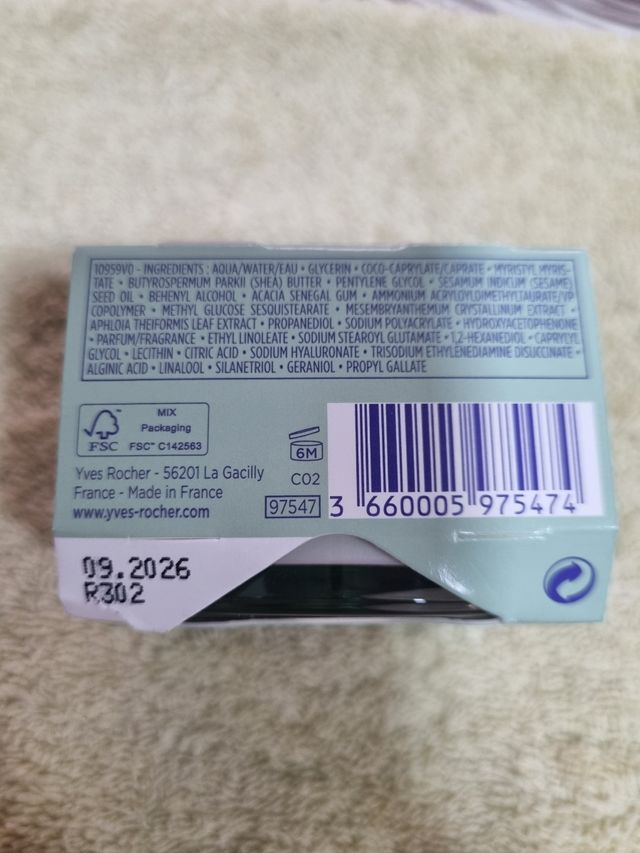 10959V0 - INGREDIENTS : AQUA/WATER/EAU • GLYCERIN • COCO-CAPRYLATE/CAPRATE • MYRISTYL MYRIS-
TATE • BUTYROSPERMUM PARKII (SHEA) BUTTER • PENTYLENE GLYCOL • SESAMUM INDICUM (SESAME)
SEED OIL • BEHENYL ALCOHOL • ACACIA SENEGAL GUM • AMMONIUM ACRYLOYLDIMETHYLTAURATE/VP
COPOLYMER • METHYL GLUCOSE SESQUISTEARATE • MESEMBRYANTHEMUM CRYSTALLINUM EXTRACT •
APHLOIA THEIFORMIS LEAF EXTRACT • PROPANEDIOL • SODIUM POLYACRYLATE • HYDROXYACETOPHENONE
• PARFUM/FRAGRANCE • ETHYL LINOLEATE • SODIUM STEAROYL GLUTAMATE • 1,2-HEXANEDIOL • CAPRYLYL
GLYCOL • LECITHIN • CITRIC ACID • SODIUM HYALURONATE • TRISODIUM ETHYLENEDIAMINE DISUCCINATE •
ALGINIC ACID • LINALOOL • SILANETRIOL • GERANIOL • PROPYL GALLATE
MIX
Packaging
FSC FSC™ C142563
6M
Yves Rocher - 56201 La Gacilly
France - Made in France
www.yves-rocher.com
C02
97547
3 660005 975474
09.2026
R302